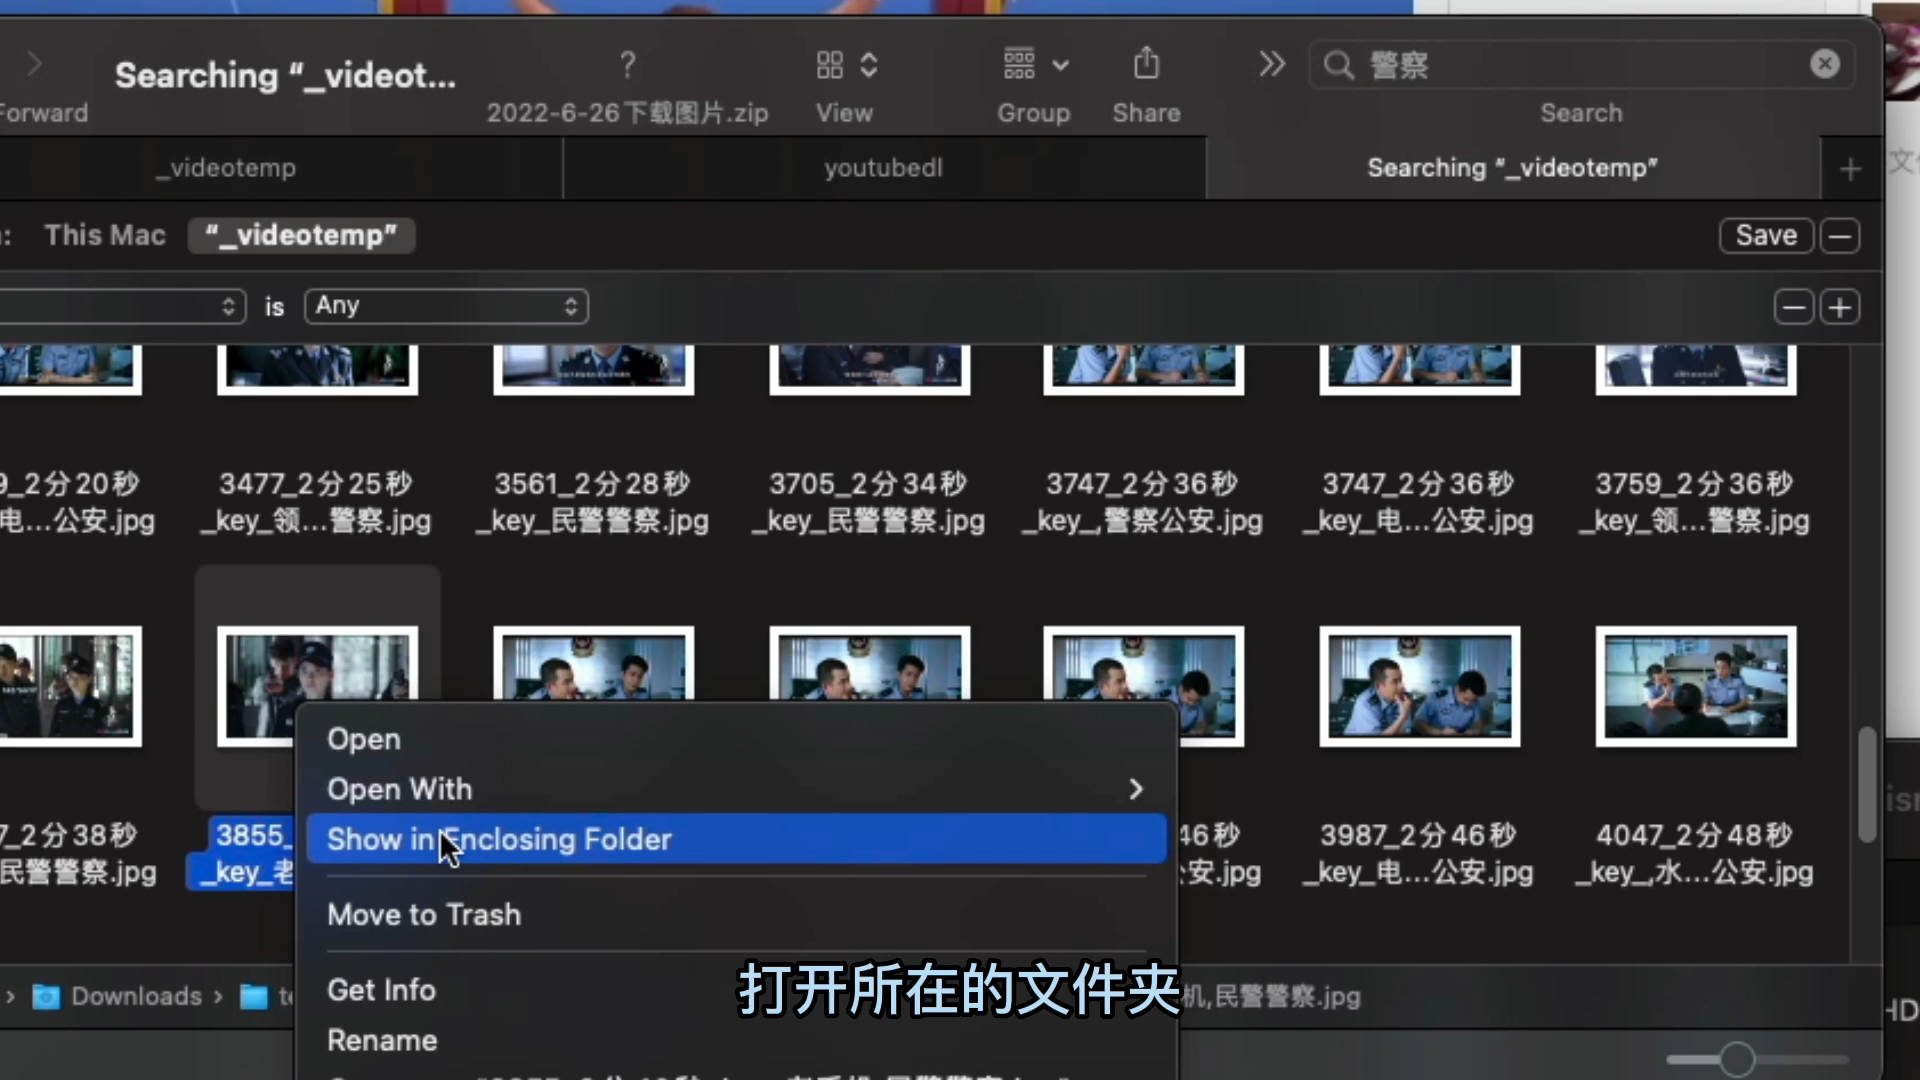 Forward
Searching “_videot...
?
2022-6-26下载图片.zip
View
Group
Share
警察
Search
_videotemp
youtubedl
Searching “_videotemp”
This Mac
“_videotemp”
Save
is
Any
_2分20秒
电...公安.jpg
3477_2分25秒
_key_领...警察.jpg
3561_2分28秒
_key_民警警察.jpg
3705_2分34秒
_key_民警警察.jpg
3747_2分36秒
_key_,警察公安.jpg
3747_2分36秒
_key_电...公安.jpg
3759_2分36秒
_key_领...警察.jpg
7_2分38秒
民警警察.jpg
3855_
_key_老
46秒
安.jpg
3987_2分46秒
_key_电...公安.jpg
4047_2分48秒
_key_,水...公安.jpg
Open
Open With
Show in Enclosing Folder
Move to Trash
Get Info
Rename
Downloads
te
机,民警警察.jpg
打开所在的文件夹
HD